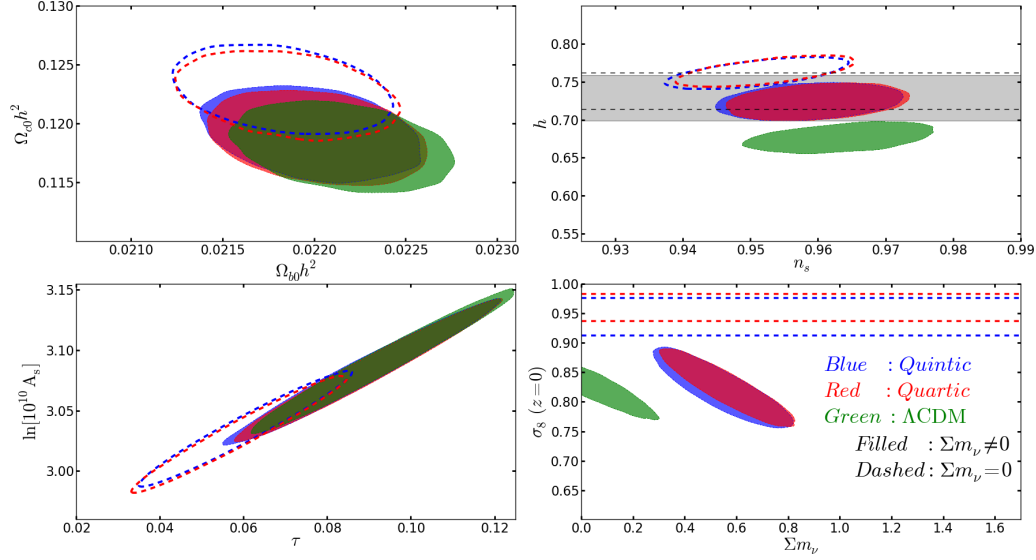 0.130
0.125
0.120
0.115
Ω_{c0}h²
0.0210 0.0215 0.0220 0.0225 0.0230
Ω_{b0}h²
0.80
0.75
0.70
0.65
0.60
0.55
h
0.93 0.94 0.95 0.96 0.97 0.98 0.99
n_s
3.15
3.10
3.05
3.00
ln[10^{10} A_s]
0.02 0.04 0.06 0.08 0.10 0.12
τ
1.00
0.95
0.90
0.85
0.80
0.75
0.70
0.65
σ_8 (z=0)
Blue : Quintic
Red : Quartic
Green : ΛCDM
Filled : Σm_ν≠0
Dashed : Σm_ν=0
0.0 0.2 0.4 0.6 0.8 1.0 1.2 1.4 1.6
Σm_ν